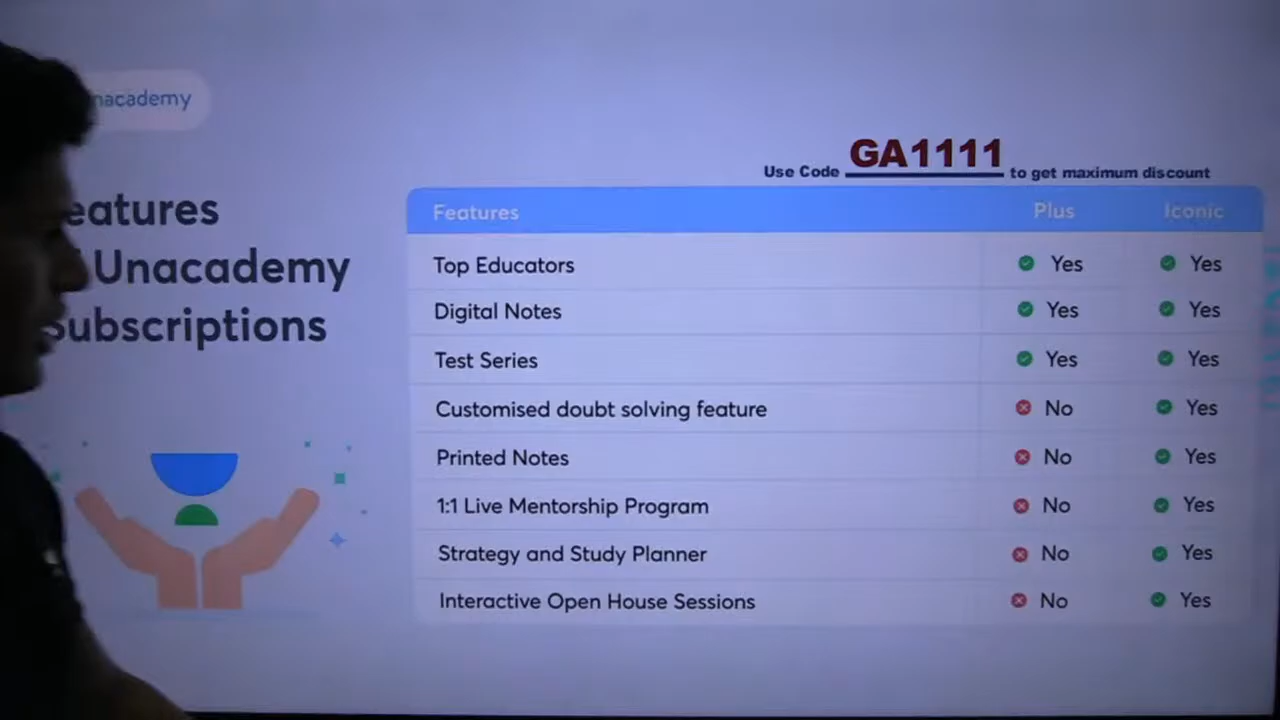 nacademy
Use Code GA1111 to get maximum discount
eatures
Unacademy
Subscriptions
Features Plus Iconic
Top Educators Yes Yes
Digital Notes Yes Yes
Test Series Yes Yes
Customised doubt solving feature No Yes
Printed Notes No Yes
1:1 Live Mentorship Program No Yes
Strategy and Study Planner No Yes
Interactive Open House Sessions No Yes